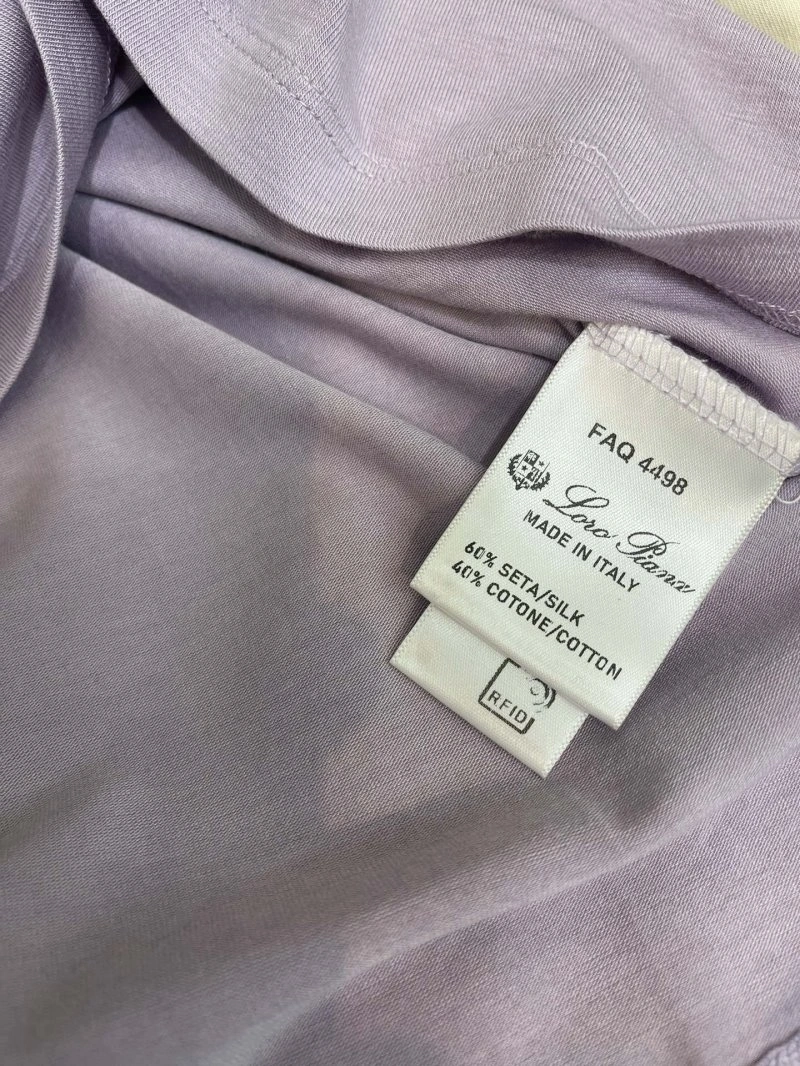 FAQ 4498
Loro Piana
MADE IN ITALY
60% SETA/SILK
40% COTONE/COTTON
RFID